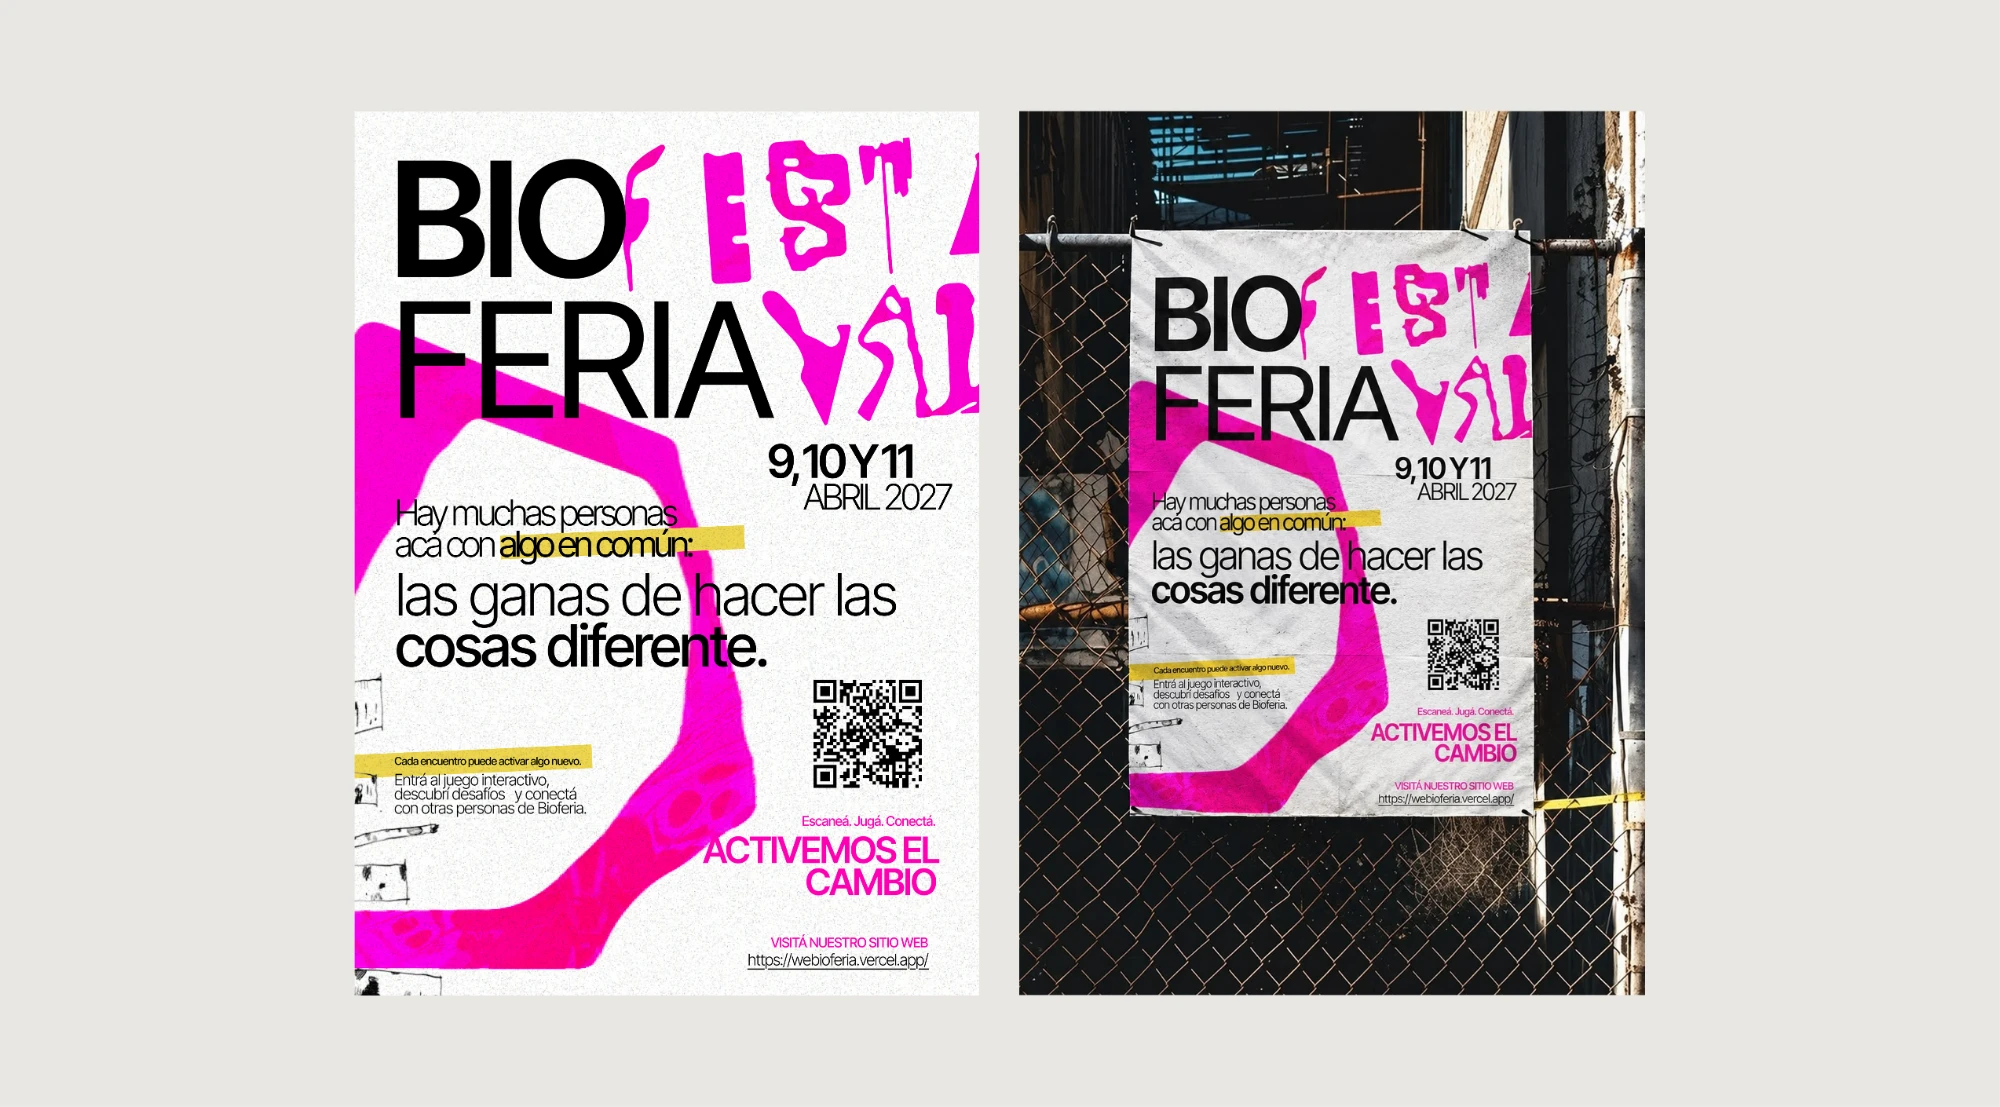 BIO FESTA
FERIA VAL
9,10 Y 11
ABRIL 2027
Hay muchas personas
acá con algo en común:
las ganas de hacer las
cosas diferente.
Cada encuentro puede activar algo nuevo.
Entrá al juego interactivo,
descubrí desafíos y conectá
con otras personas de Bioferia.
Escaneá. Jugá. Conectá.
ACTIVEMOS EL
CAMBIO
VISITÁ NUESTRO SITIO WEB
https://webioferia.vercel.app/
BIO FESTA
FERIA VAL
9,10 Y 11
ABRIL 2027
Hay muchas personas
acá con algo en común:
las ganas de hacer las
cosas diferente.
Cada encuentro puede activar algo nuevo.
Entrá al juego interactivo,
descubrí desafíos y conectá
con otras personas de Bioferia.
Escaneá. Jugá. Conectá.
ACTIVEMOS EL
CAMBIO
VISITÁ NUESTRO SITIO WEB
https://webioferia.vercel.app/